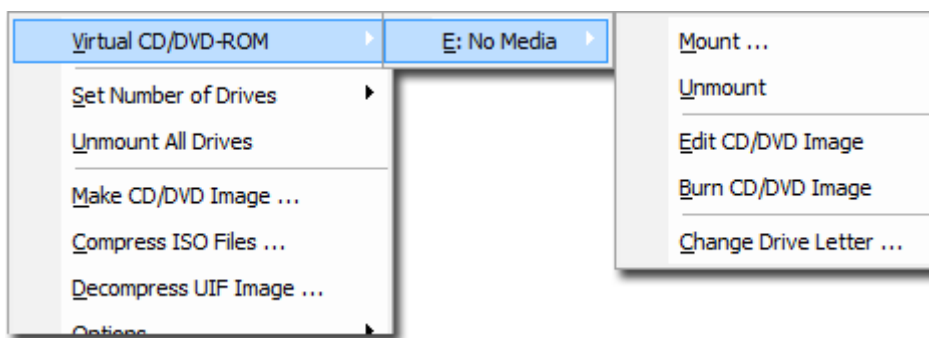 Virtual CD/DVD-ROM
Set Number of Drives
Unmount All Drives
Make CD/DVD Image ...
Compress ISO Files ...
Decompress UIF Image ...
Options
E: No Media
Mount ...
Unmount
Edit CD/DVD Image
Burn CD/DVD Image
Change Drive Letter ...